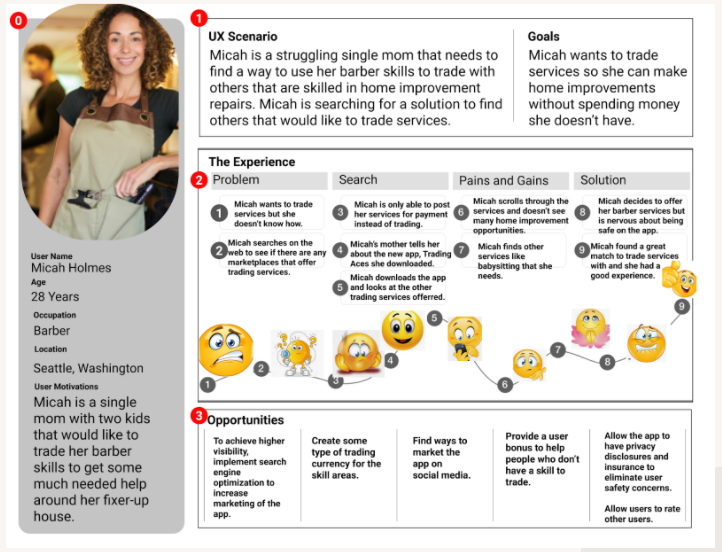 0
User Name
Micah Holmes
Age
28 Years
Occupation
Barber
Location
Seattle, Washington
User Motivations
Micah is a single
mom with two kids
that would like to
trade her barber
skills to get some
much needed help
around her fixer-up
house.
1
UX Scenario
Micah is a struggling single mom that needs to
find a way to use her barber skills to trade with
others that are skilled in home improvement
repairs. Micah is searching for a solution to find
others that would like to trade services.
Goals
Micah wants to trade
services so she can make
home improvements
without spending money
she doesn't have.
The Experience
2
Problem
1
Micah wants to trade
services but she
doesn't know how.
2
Micah searches on the
web to see if there are any
marketplaces that offer
trading services.
Search
3
Micah is only able to post
her services for payment
instead of trading.
4
Micah's mother tells her
about the new app, Trading
Aces she downloaded.
5
Micah downloads the app
and looks at the other
trading services offerred.
Pains and Gains
6
Micah scrolls through the
services and doesn't see
many home improvement
opportunities.
7
Micah finds other
services like
babysitting that she
needs.
Solution
8
Micah decides to offer
her barber services but
is nervous about being
safe on the app.
9
Micah found a great
match to trade services
with and she had a
good experience.
1
2
3
4
5
6
7
8
9
3
Opportunities
To achieve higher
visibility,
implement search
engine
optimization to
increase
marketing of the
app.
Create some
type of trading
currency for the
skill areas.
Find ways to
market the
app on
social media.
Provide a user
bonus to help
people who don't
have a skill to
trade.
Allow the app to
have privacy
disclosures and
insurance to
eliminate user
safety concerns.
Allow users to rate
other users.